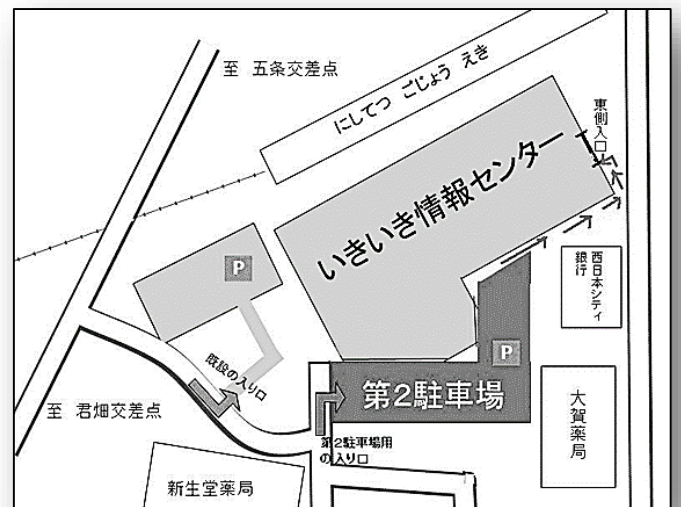 至 五条交差点
にしてつ ごじょう えき
東側入口
いきいき情報センター
P
西日本シティ
銀行
P
既設の入り口
第2駐車場
大賀薬局
至 君畑交差点
第2駐車場用
の入り口
新生堂薬局